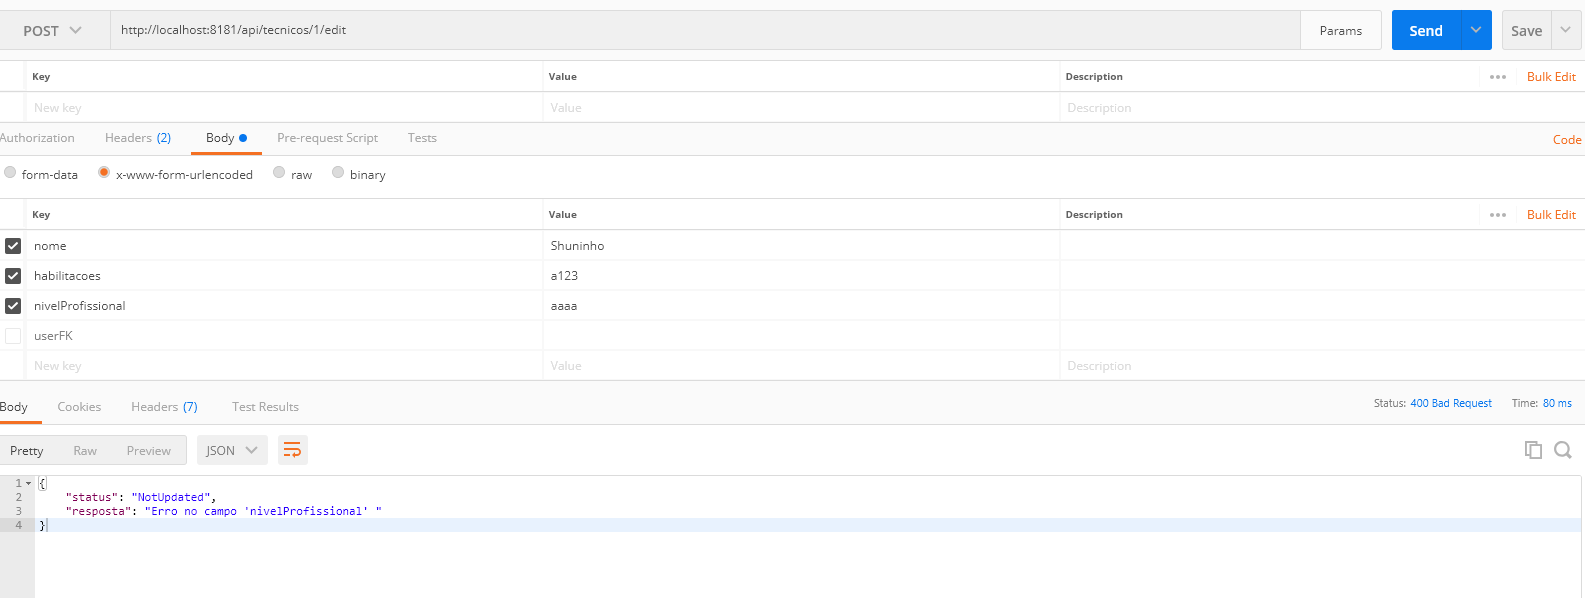 POST http://localhost:8181/api/tecnicos/1/edit Params Send Save
Key Value Description ••• Bulk Edit
New key Value Description
Authorization Headers (2) Body Pre-request Script Tests Code
form-data x-www-form-urlencoded raw binary
Key Value Description ••• Bulk Edit
nome Shuninho
habilitacoes a123
nivelProfissional aaaa
userFK
New key Value Description
Body Cookies Headers (7) Test Results Status: 400 Bad Request Time: 80 ms
Pretty Raw Preview JSON
1 {
2 "status": "NotUpdated",
3 "resposta": "Erro no campo 'nivelProfissional' "
4 }